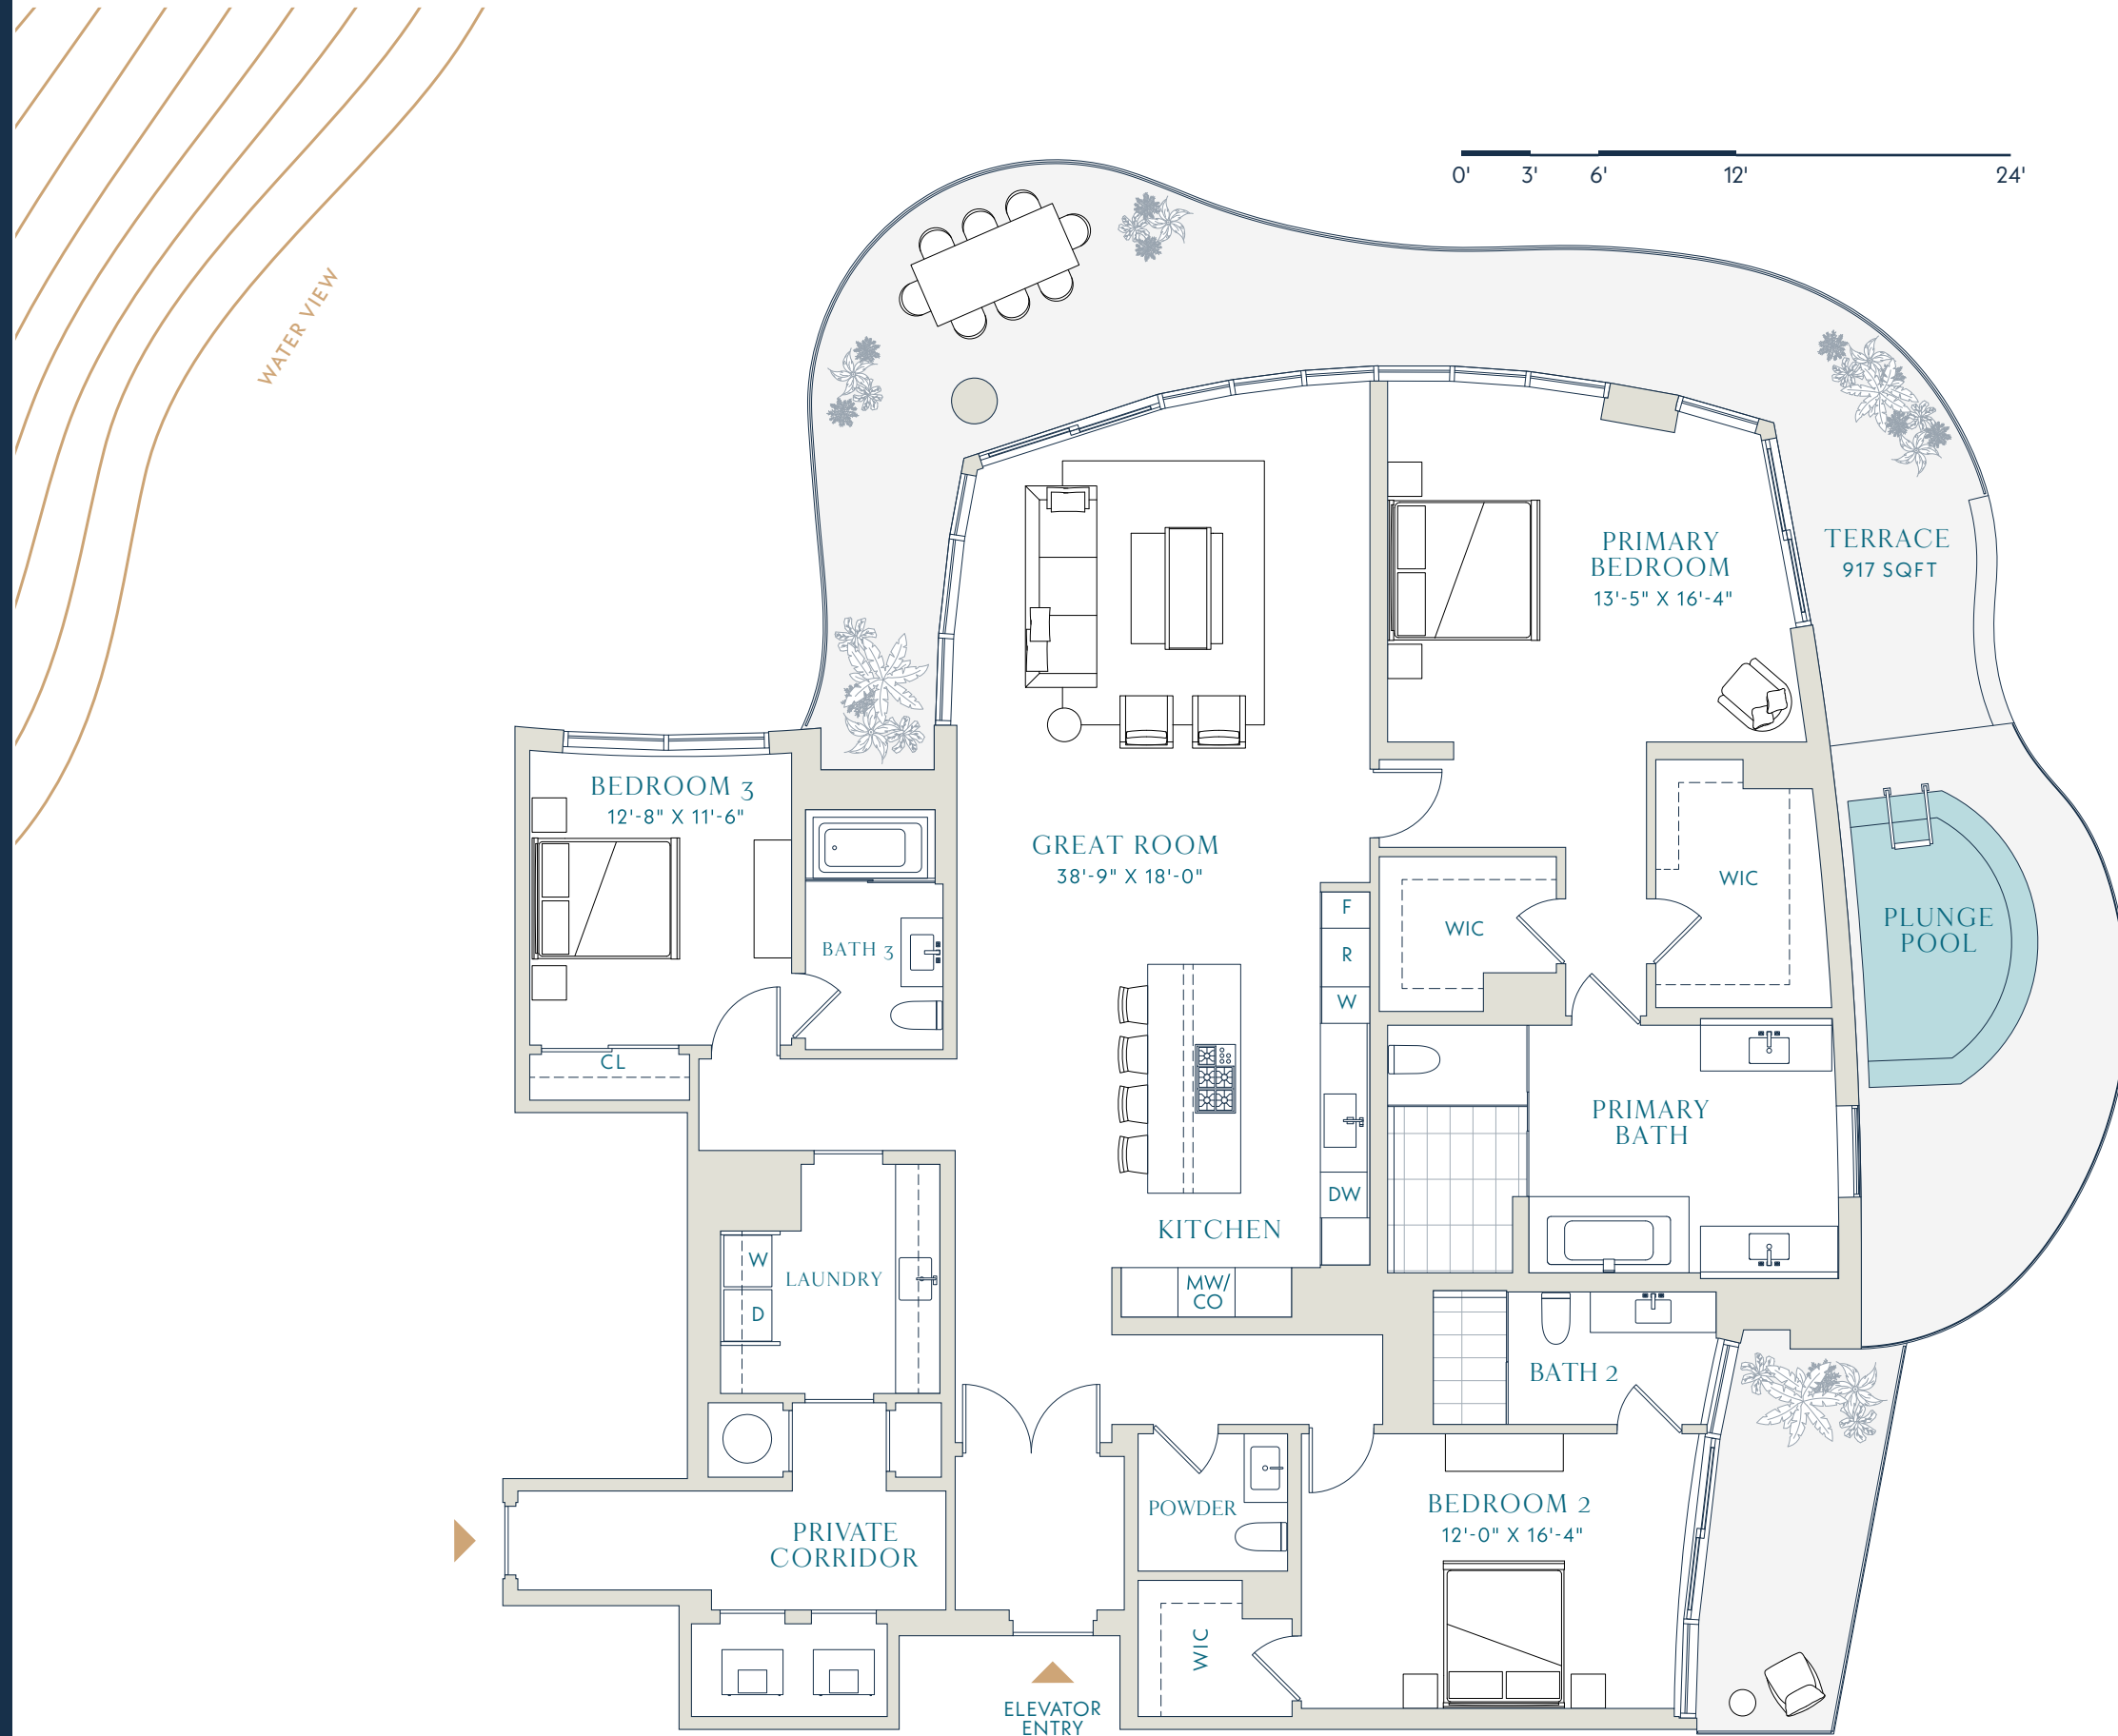 0' 3' 6' 12' 24'
WATER VIEW
TERRACE
917 SQFT
PRIMARY
BEDROOM
13'-5" X 16'-4"
BEDROOM 3
12'-8" X 11'-6"
GREAT ROOM
38'-9" X 18'-0"
WIC
PLUNGE
POOL
F
R
W
WIC
BATH 3
CL
PRIMARY
BATH
DW
KITCHEN
MW/
CO
W
D
LAUNDRY
BATH 2
POWDER
BEDROOM 2
12'-0" X 16'-4"
PRIVATE
CORRIDOR
WIC
ELEVATOR
ENTRY